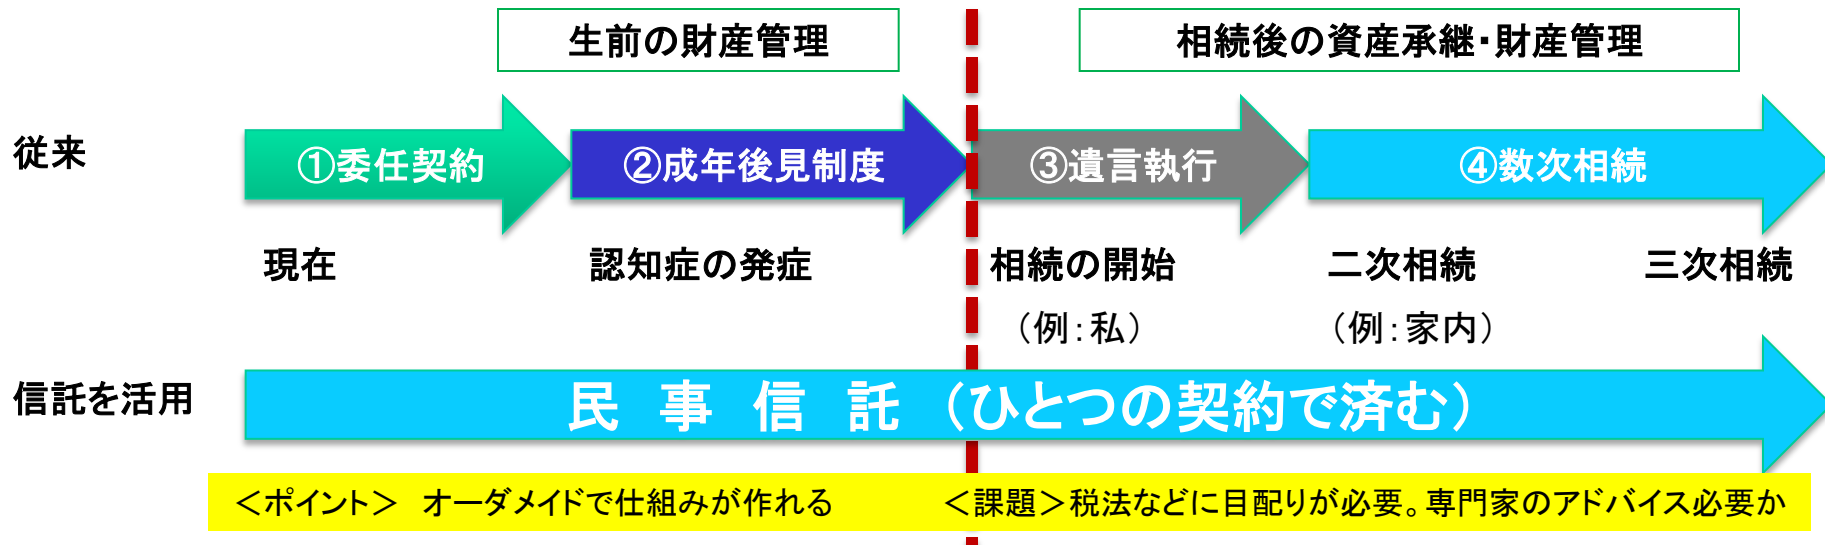 生前の財産管理
相続後の資産承継・財産管理
従来
①委任契約
②成年後見制度
③遺言執行
④数次相続
現在
認知症の発症
相続の開始
二次相続
三次相続
（例：私）
（例：家内）
信託を活用
民 事 信 託 （ひとつの契約で済む）
＜ポイント＞ オーダメイドで仕組みが作れる
＜課題＞税法などに目配りが必要。専門家のアドバイス必要か